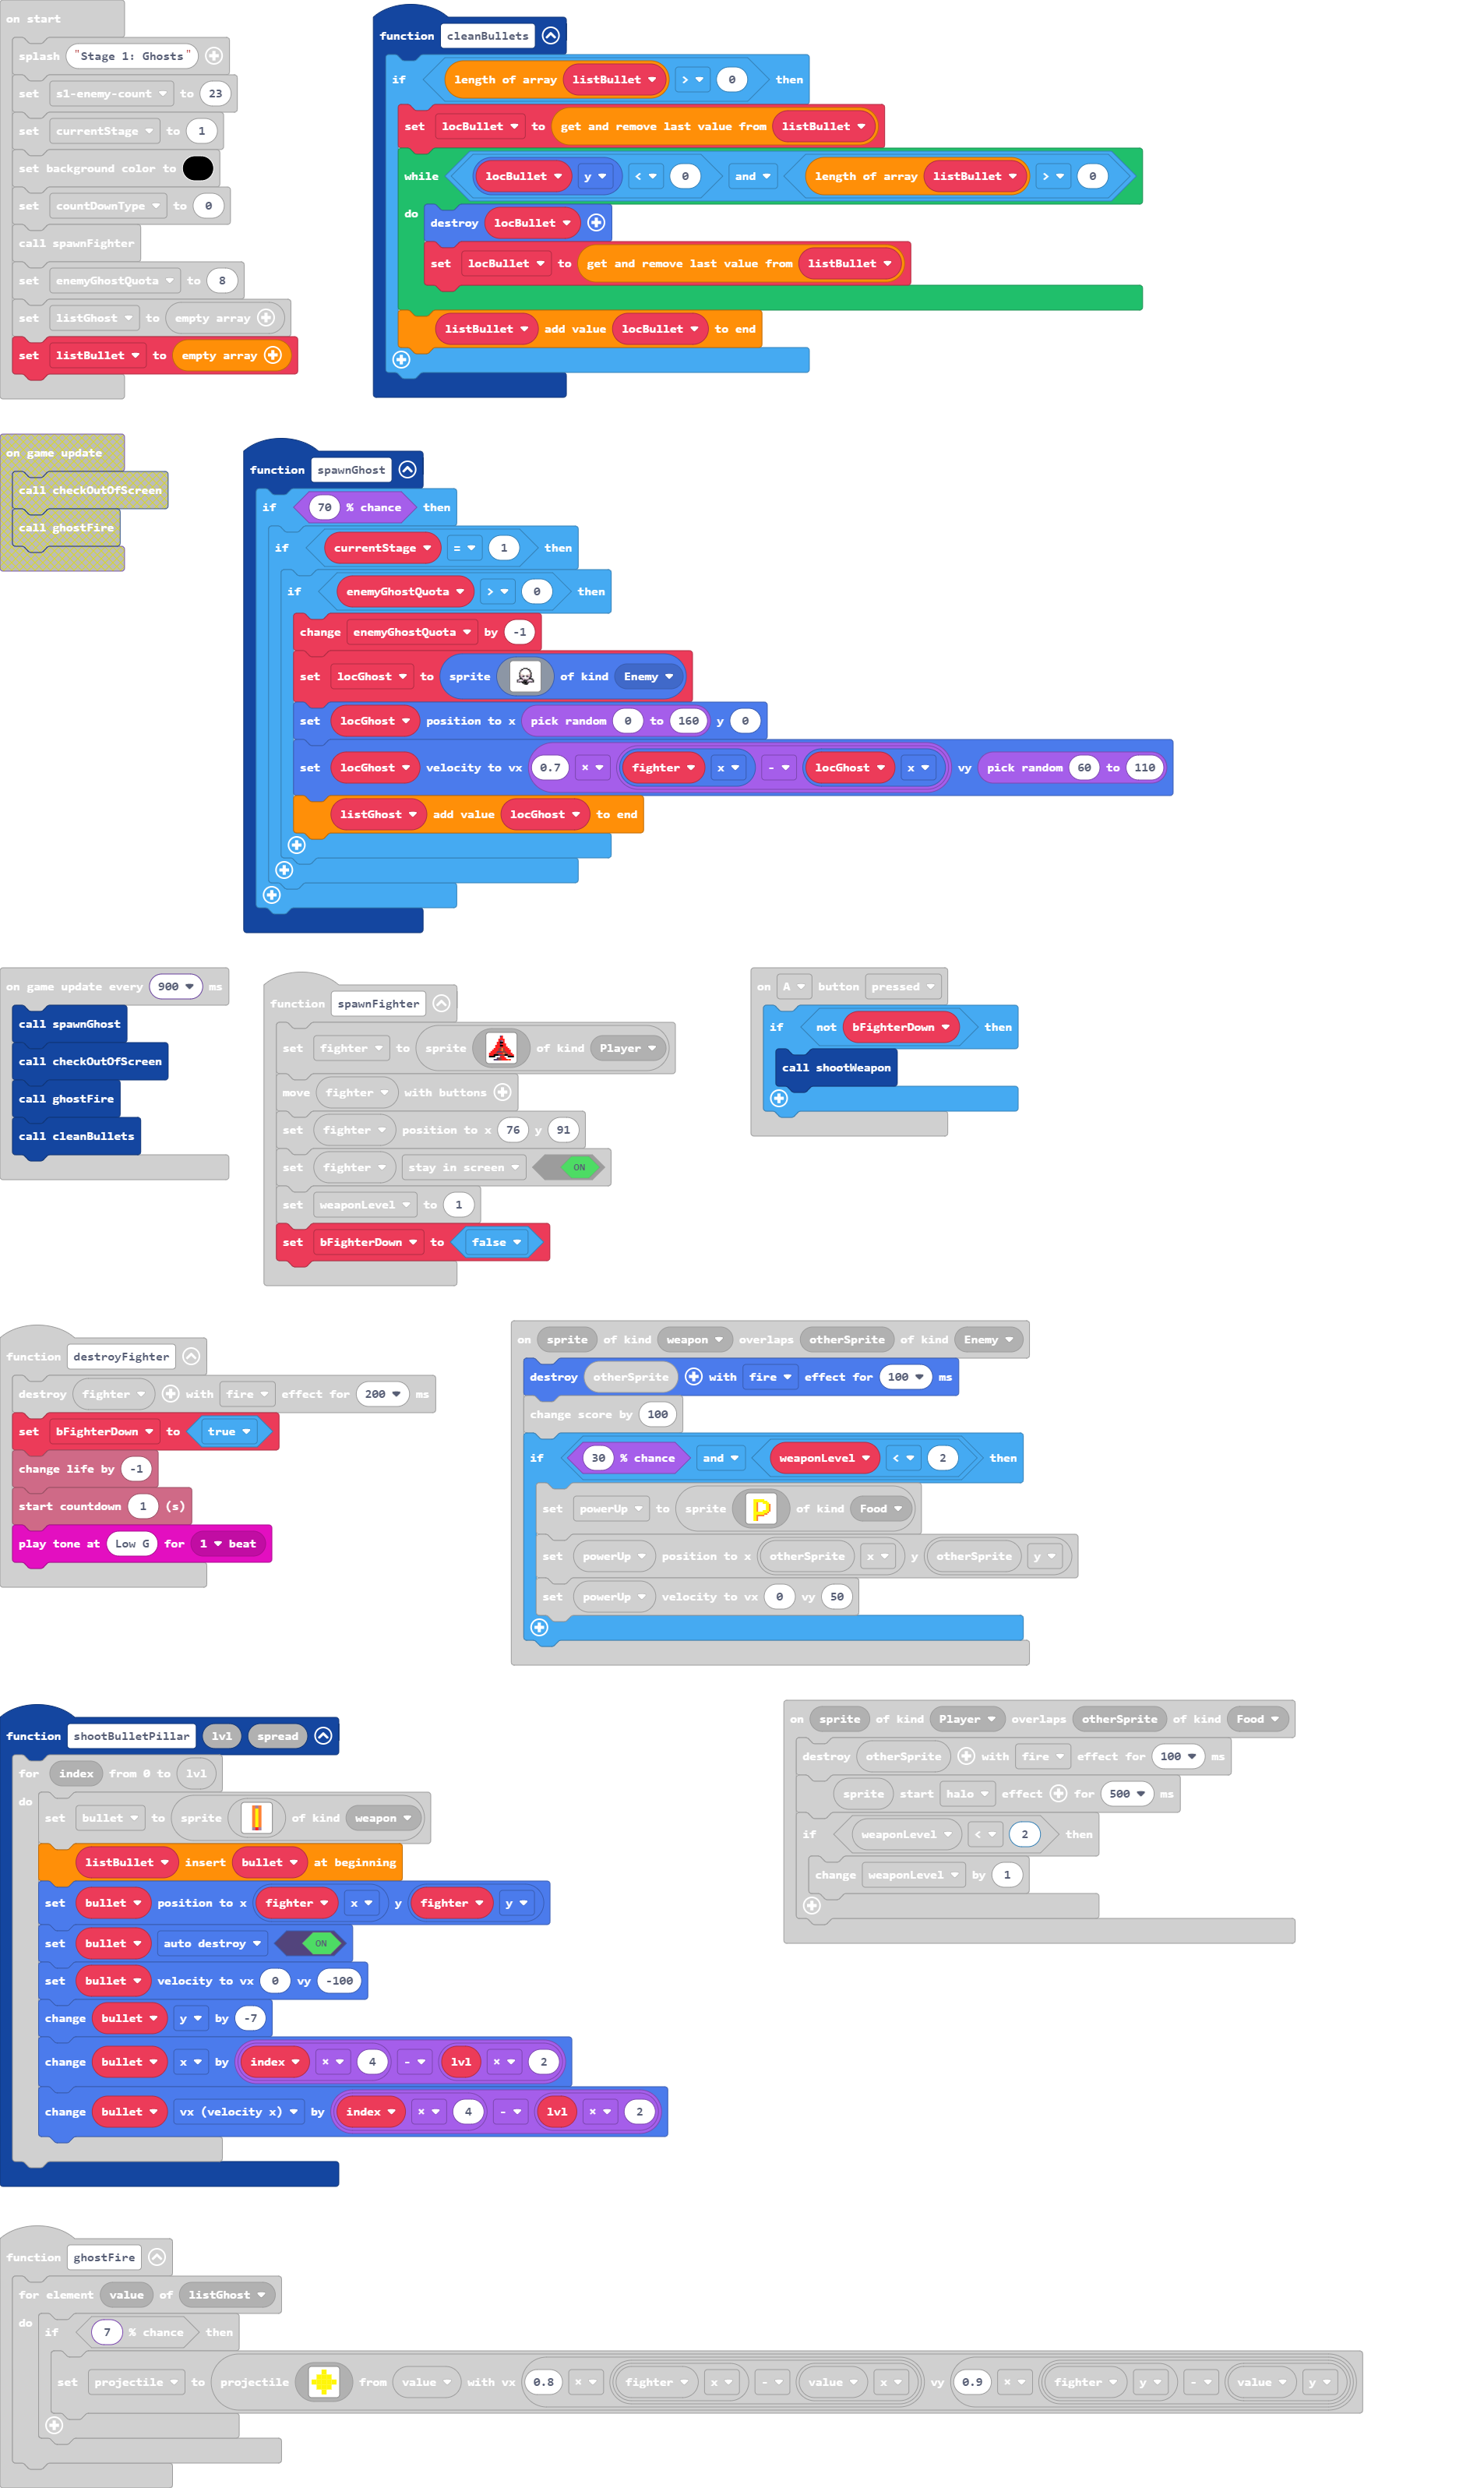 on start
splash "Stage 1: Ghosts"
set s1-enemy-count to 23
set currentStage to 1
set background color to
set countDownType to 0
call spawnFighter
set enemyGhostQuota to 8
set listGhost to empty array
set listBullet to empty array
function cleanBullets
if length of array listBullet > 0 then
set locBullet to get and remove last value from listBullet
while locBullet y < 0 and length of array listBullet > 0
do
destroy locBullet
set locBullet to get and remove last value from listBullet
listBullet add value locBullet to end
on game update
call checkOutOfScreen
call ghostFire
function spawnGhost
if 70 % chance then
if currentStage = 1 then
if enemyGhostQuota > 0 then
change enemyGhostQuota by -1
set locGhost to sprite of kind Enemy
set locGhost position to x pick random 0 to 160 y 0
set locGhost velocity to vx 0.7 × fighter x - locGhost x vy pick random 60 to 110
listGhost add value locGhost to end
on game update every 900 ms
call spawnGhost
call checkOutOfScreen
call ghostFire
call cleanBullets
function spawnFighter
set fighter to sprite of kind Player
move fighter with buttons
set fighter position to x 76 y 91
set fighter stay in screen ON
set weaponLevel to 1
set bFighterDown to false
on A button pressed
if not bFighterDown then
call shootWeapon
function destroyFighter
destroy fighter with fire effect for 200 ms
set bFighterDown to true
change life by -1
start countdown 1 (s)
play tone at Low G for 1 beat
on sprite of kind weapon overlaps otherSprite of kind Enemy
destroy otherSprite with fire effect for 100 ms
change score by 100
if 30 % chance and weaponLevel < 2 then
set powerUp to sprite of kind Food
set powerUp position to x otherSprite x y otherSprite y
set powerUp velocity to vx 0 vy 50
function shootBulletPillar lvl spread
for index from 0 to lvl
do
set bullet to sprite of kind weapon
listBullet insert bullet at beginning
set bullet position to x fighter x y fighter y
set bullet auto destroy ON
set bullet velocity to vx 0 vy -100
change bullet y by -7
change bullet x by index × 4 - lvl × 2
change bullet vx (velocity x) by index × 4 - lvl × 2
on sprite of kind Player overlaps otherSprite of kind Food
destroy otherSprite with fire effect for 100 ms
sprite start halo effect for 500 ms
if weaponLevel < 2 then
change weaponLevel by 1
function ghostFire
for element value of listGhost
do
if 7 % chance then
set projectile to projectile from value with vx 0.8 × fighter x - value x vy 0.9 × fighter y - value y